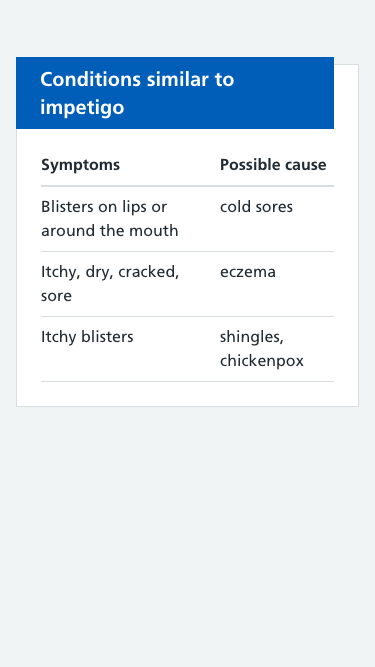 Conditions similar to
impetigo
Symptoms Possible cause
Blisters on lips or cold sores
around the mouth
Itchy, dry, cracked, eczema
sore
Itchy blisters shingles,
chickenpox